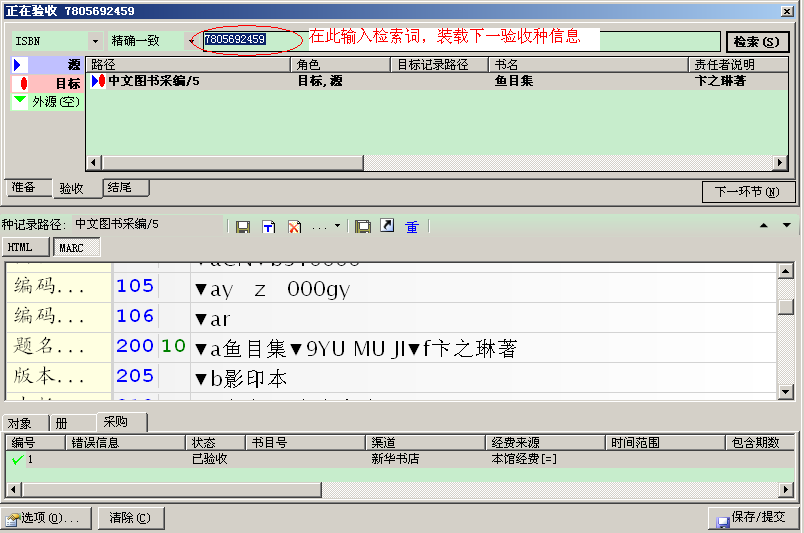 正在验收 7805692459
ISBN 精确一致 7805692459 在此输入检索词，装载下一验收种信息 检索(S)
源 路径 角色 目标记录路径 书名 责任者说明
目标 中文图书采编/5 目标,源 鱼目集 卞之琳著
外源(空)
准备 验收 结尾 下一环节(N)
种记录路径: 中文图书采编/5 ... 重
HTML MARC
编码... 105 ▼ay z 000gy
编码... 106 ▼ar
题名... 200 10 ▼a鱼目集▼9YU MU JI▼f卞之琳著
版本... 205 ▼b影印本
对象 册 采购
编号 错误信息 状态 书目号 渠道 经费来源 时间范围 包含期数
1 已验收 新华书店 本馆经费[=]
选项(O)... 清除(C) 保存/提交